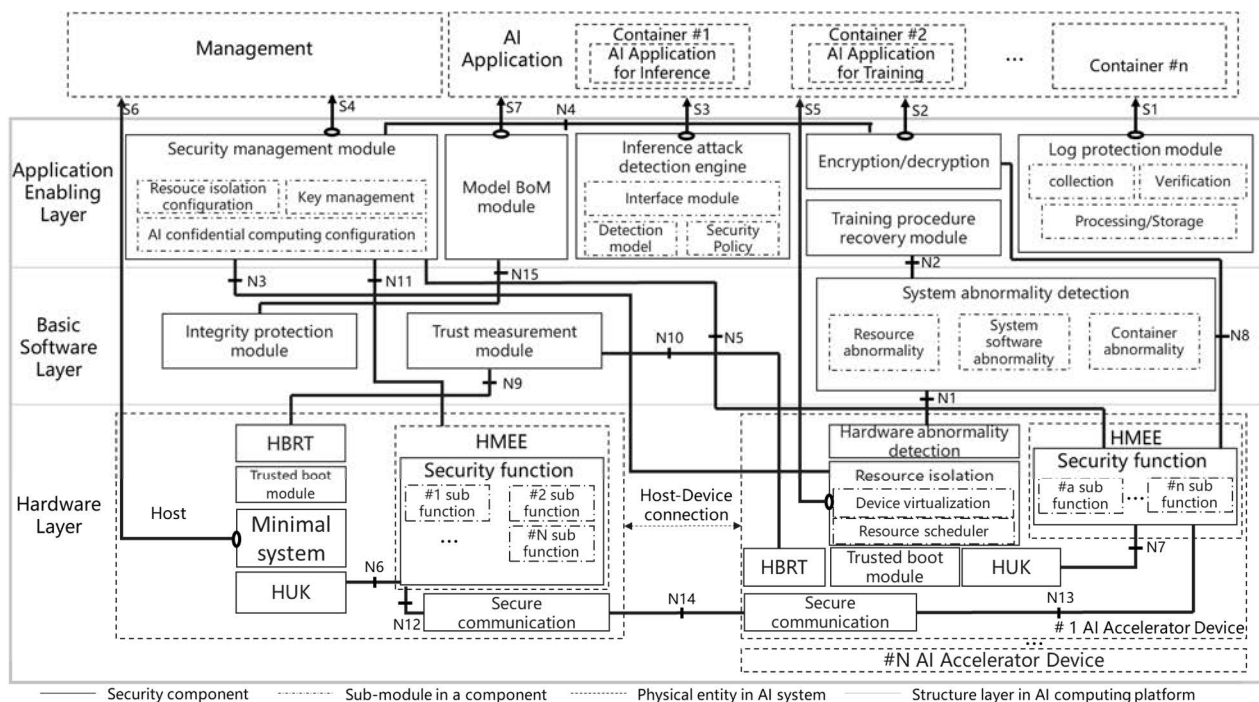 Management
AI
Application
Container #1
AI Application
for Inference
Container #2
AI Application
for Training
...
Container #n
S6
S4
S7
N4
S3
S5
S2
S1
Application
Enabling
Layer
Security management module
Resouce isolation
configuration
Key management
AI confidential computing configuration
Model BoM
module
Inference attack
detection engine
Interface module
Detection
model
Security
Policy
Encryption/decryption
Training procedure
recovery module
Log protection module
collection
Verification
Processing/Storage
N3
N11
N15
N2
Basic
Software
Layer
Integrity protection
module
Trust measurement
module
N10
N5
System abnormality detection
Resource
abnormality
System
software
abnormality
Container
abnormality
N8
N9
N1
Hardware
Layer
Host
HBRT
Trusted boot
module
Minimal
system
HUK
N6
HMEE
Security function
#1 sub
function
#2 sub
function
...
#N sub
function
N12
Secure
communication
Host-Device
connection
N14
Hardware abnormality
detection
Resource isolation
Device virtualization
Resource scheduler
HBRT
Trusted boot
module
HUK
HMEE
Security function
#a sub
function
...
#n sub
function
N7
Secure
communication
N13
# 1 AI Accelerator Device
...
#N AI Accelerator Device
Security component
Sub-module in a component
Physical entity in AI system
Structure layer in AI computing platform